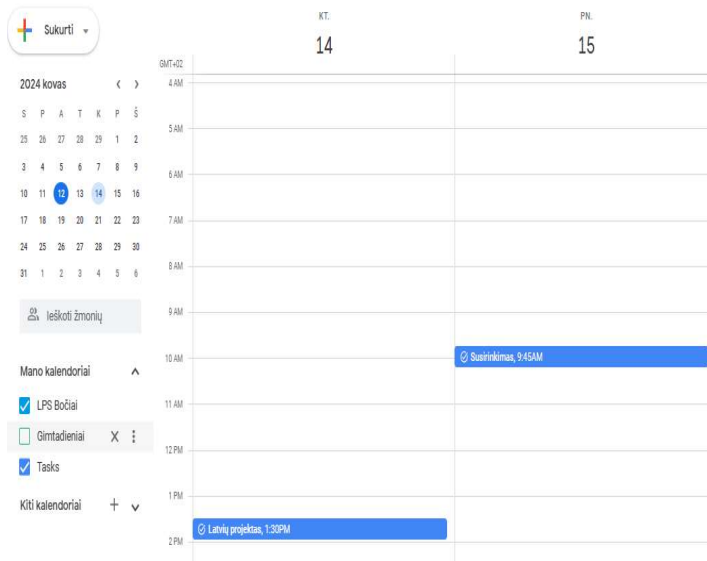 Sukurti
2024 kovas
S P A T K P Š
25 26 27 28 29 1 2
3 4 5 6 7 8 9
10 11 12 13 14 15 16
17 18 19 20 21 22 23
24 25 26 27 28 29 30
31 1 2 3 4 5 6
Ieškoti žmonių
Mano kalendoriai
LPS Bočiai
Gimtadieniai
Tasks
Kiti kalendoriai
KT.
14
PN.
15
GMT+02
4 AM
5 AM
6 AM
7 AM
8 AM
9 AM
10 AM
Susirinkimas, 9:45AM
11 AM
12 PM
1 PM
Latvių projektas, 1:30PM
2 PM